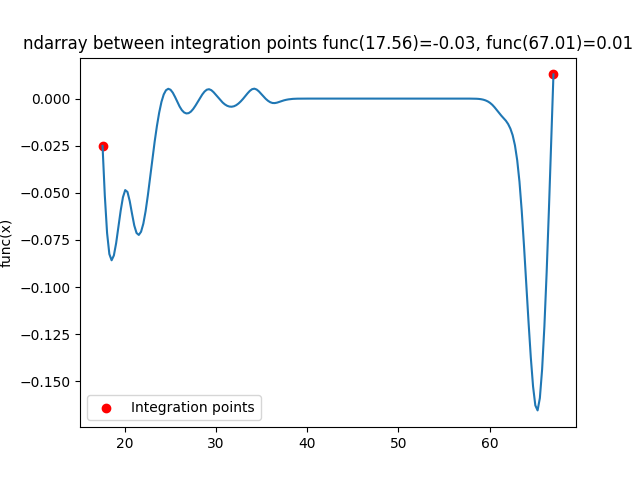 ndarray between integration points func(17.56)=-0.03, func(67.01)=0.01
0.000
−0.025
−0.050
−0.075
−0.100
−0.125
−0.150
func(x)
Integration points
20 30 40 50 60